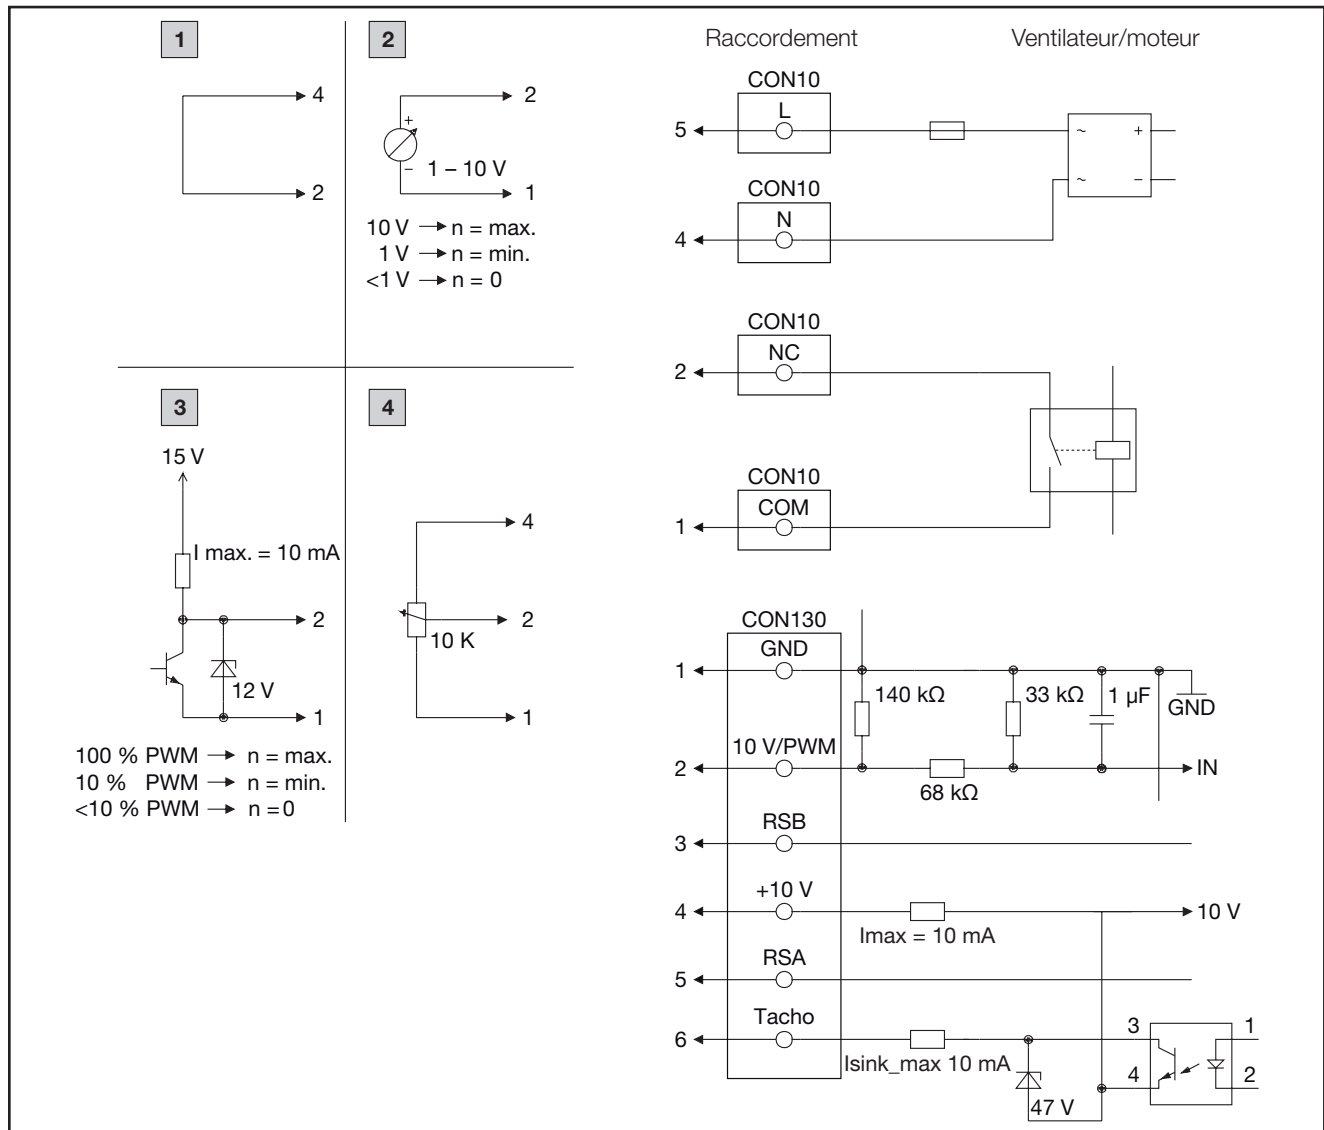 1
4
2
2
2
+
−
1 – 10 V
1
10 V → n = max.
1 V → n = min.
<1 V → n = 0
3
15 V
I max. = 10 mA
2
12 V
1
100 % PWM → n = max.
10 % PWM → n = min.
<10 % PWM → n = 0
4
4
2
10 K
1
Raccordement
Ventilateur/moteur
CON10
5
L
~ +
~ −
CON10
4
N
CON10
2
NC
CON10
1
COM
CON130
1
GND
140 kΩ
33 kΩ
1 µF
GND
2
10 V/PWM
68 kΩ
IN
3
RSB
4
+10 V
Imax = 10 mA
10 V
5
RSA
6
Tacho
Isink_max 10 mA
47 V
3
1
4
2